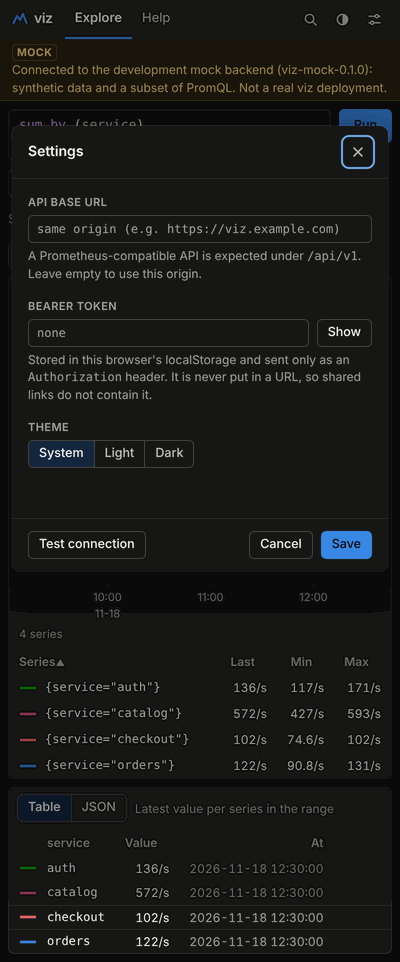 viz Explore Help
MOCK
Connected to the development mock backend (viz-mock-0.1.0):
synthetic data and a subset of PromQL. Not a real viz deployment.
sum by (service) Run
Settings
API BASE URL
same origin (e.g. https://viz.example.com)
A Prometheus-compatible API is expected under /api/v1.
Leave empty to use this origin.
BEARER TOKEN
none Show
Stored in this browser's localStorage and sent only as an
Authorization header. It is never put in a URL, so shared
links do not contain it.
THEME
System Light Dark
Test connection Cancel Save
10:00 11:00 12:00
11-18
4 series
Series▲ Last Min Max
{service="auth"} 136/s 117/s 171/s
{service="catalog"} 572/s 427/s 593/s
{service="checkout"} 102/s 74.6/s 102/s
{service="orders"} 122/s 90.8/s 131/s
Table JSON Latest value per series in the range
service Value At
auth 136/s 2026-11-18 12:30:00
catalog 572/s 2026-11-18 12:30:00
checkout 102/s 2026-11-18 12:30:00
orders 122/s 2026-11-18 12:30:00